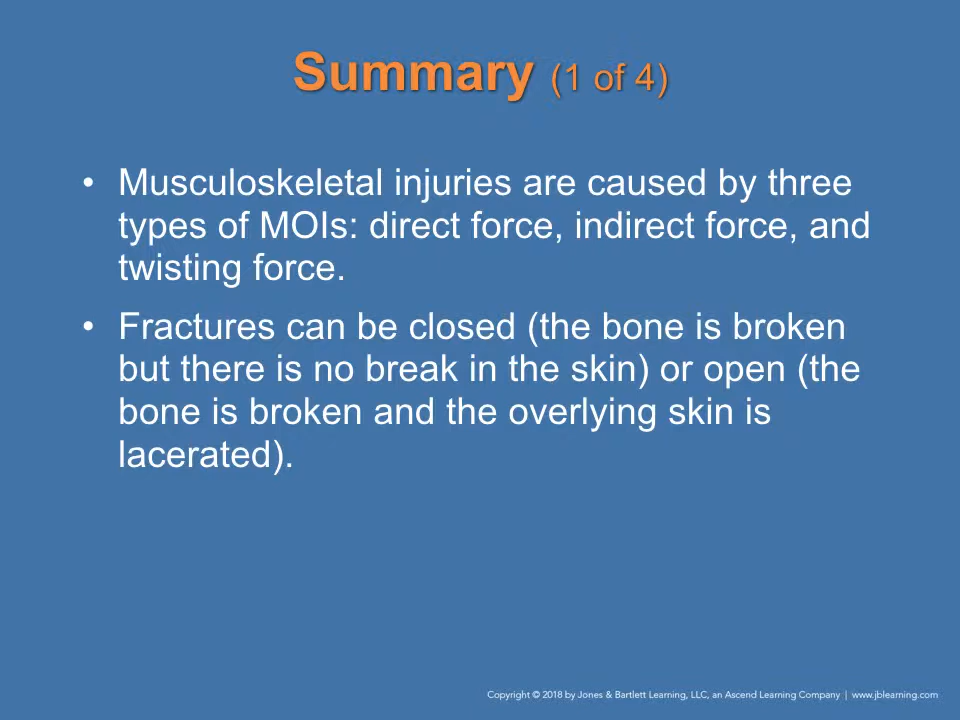 Summary (1 of 4)
• Musculoskeletal injuries are caused by three
types of MOIs: direct force, indirect force, and
twisting force.
• Fractures can be closed (the bone is broken
but there is no break in the skin) or open (the
bone is broken and the overlying skin is
lacerated).
Copyright © 2018 by Jones & Bartlett Learning, LLC, an Ascend Learning Company | www.jblearning.com